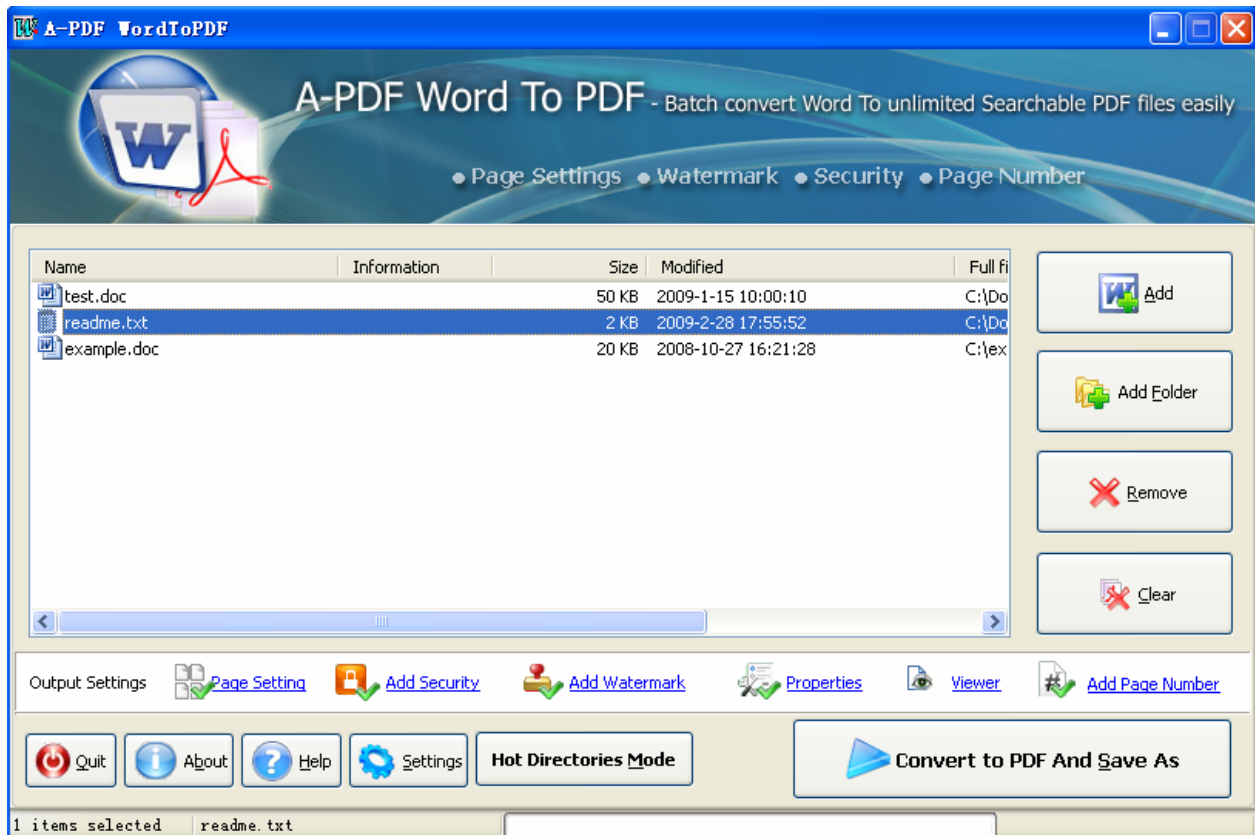 A-PDF WordToPDF
A-PDF Word To PDF - Batch convert Word To unlimited Searchable PDF files easily
Page Settings Watermark Security Page Number
Name Information Size Modified Full fi
test.doc 50 KB 2009-1-15 10:00:10 C:\Do
readme.txt 2 KB 2009-2-28 17:55:52 C:\Do
example.doc 20 KB 2008-10-27 16:21:28 C:\ex
Add
Add Folder
Remove
Clear
Output Settings Page Setting Add Security Add Watermark Properties Viewer Add Page Number
Quit About Help Settings Hot Directories Mode Convert to PDF And Save As
1 items selected readme.txt